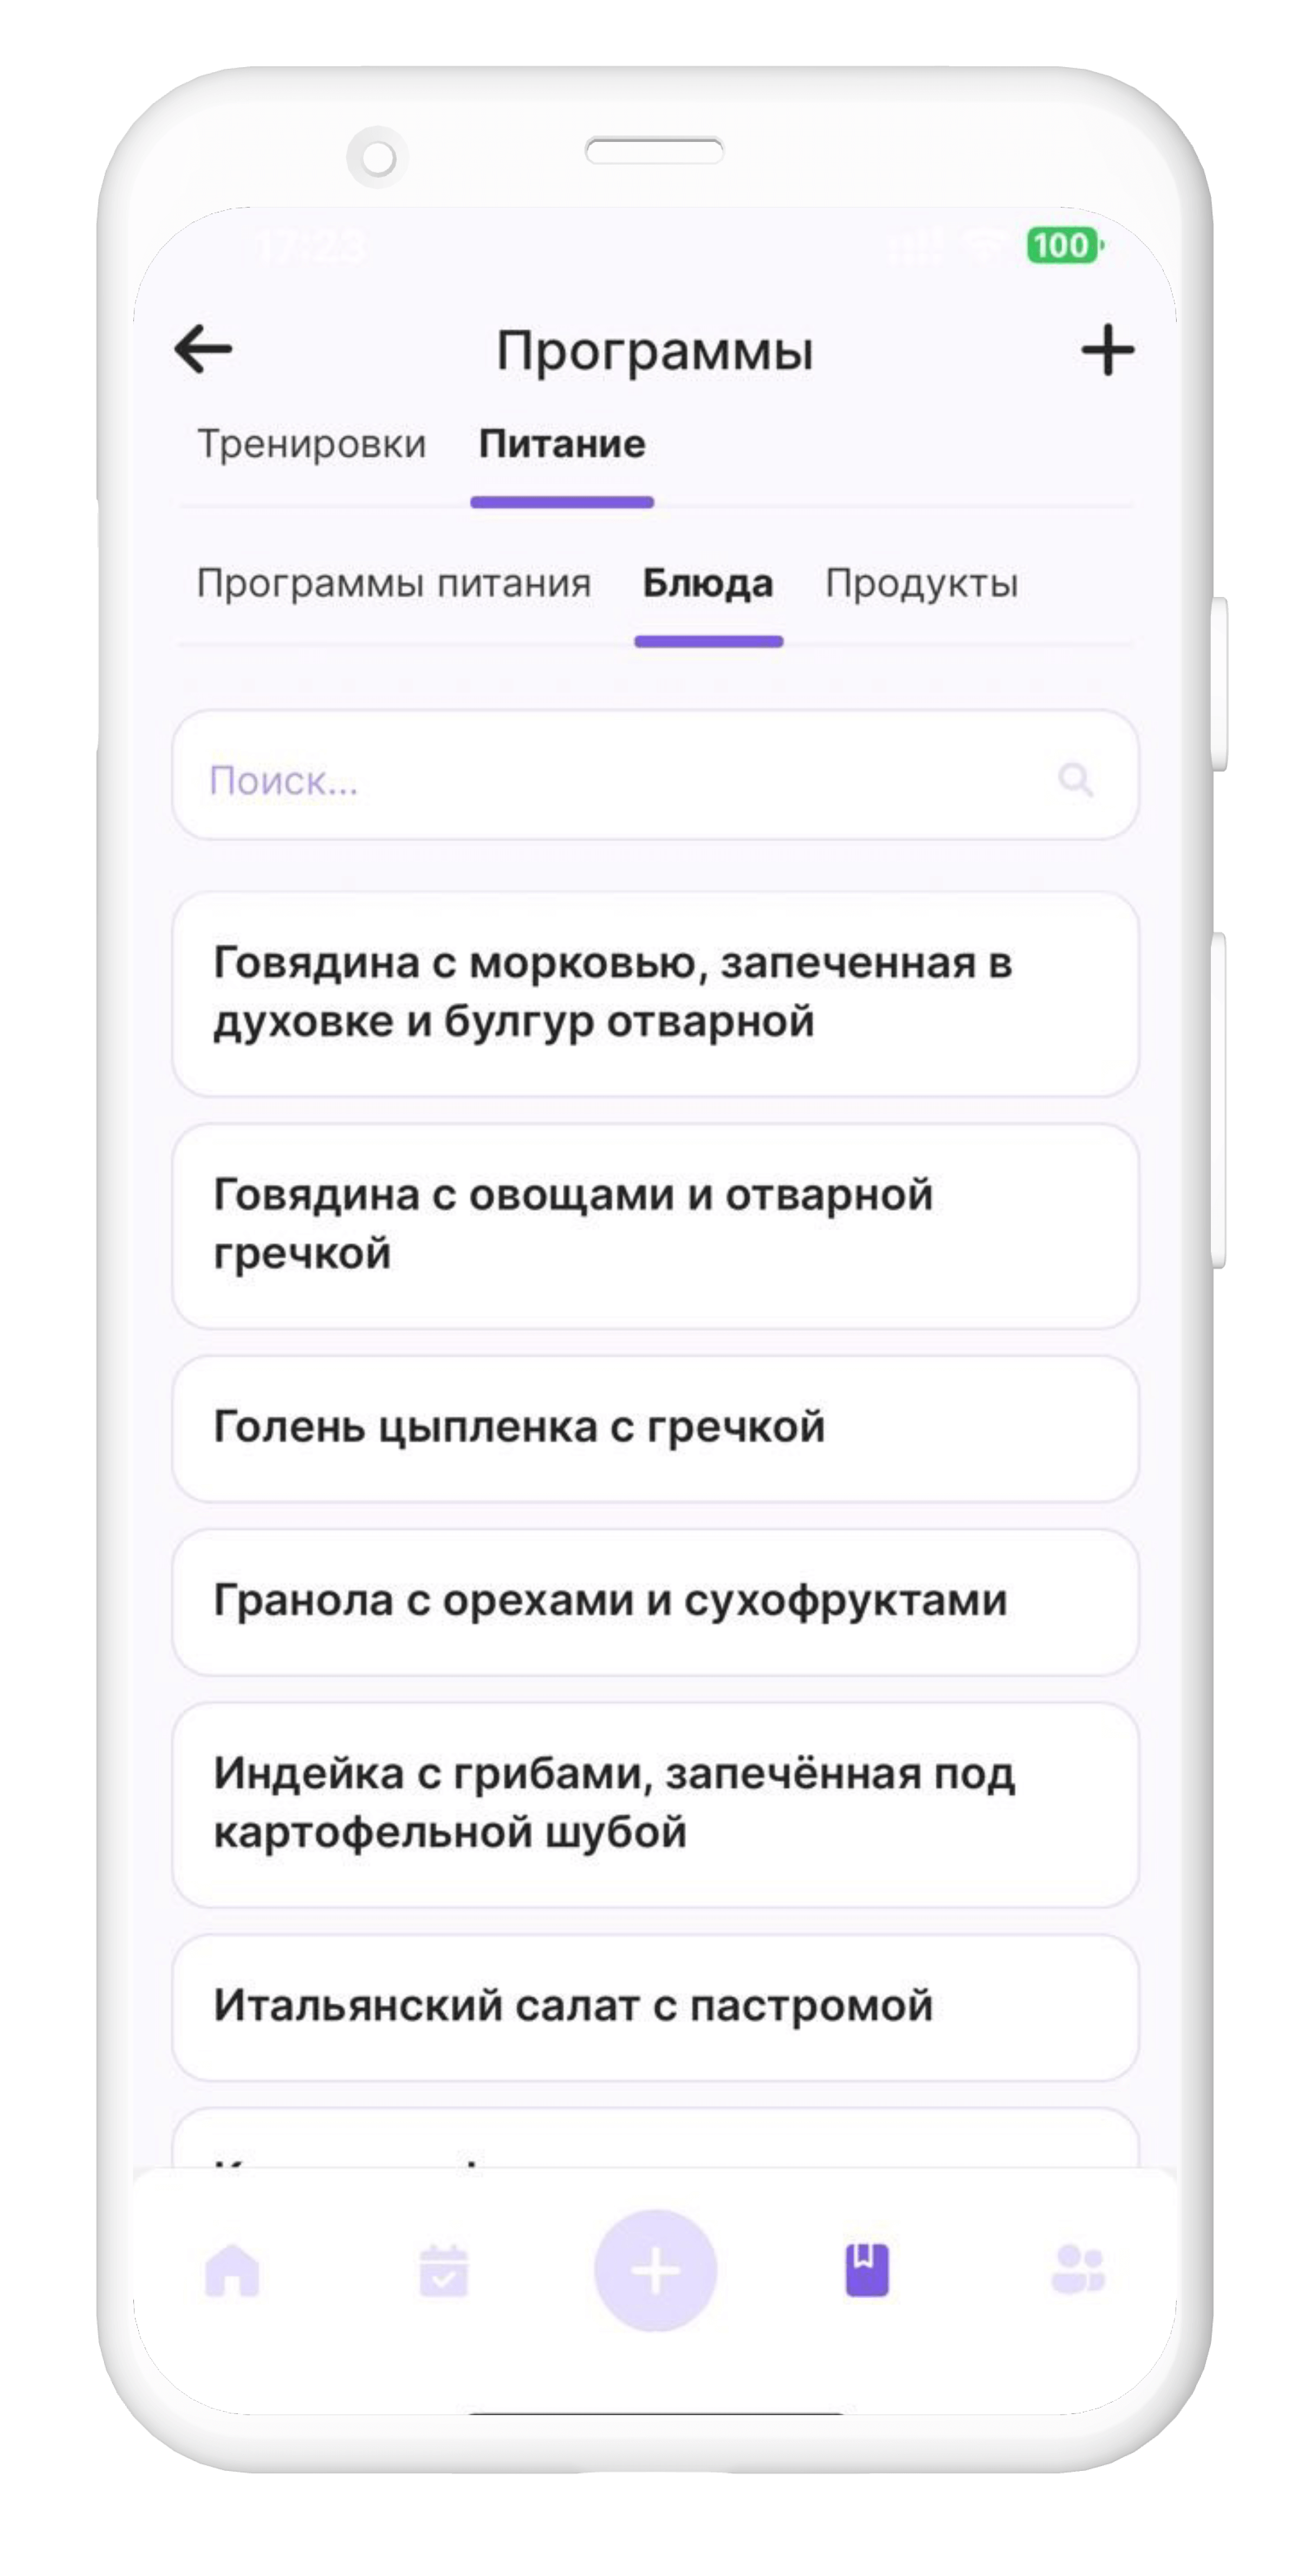 17:23
100
Программы
Тренировки Питание
Программы питания Блюда Продукты
Поиск...
Говядина с морковью, запеченная в
духовке и булгур отварной
Говядина с овощами и отварной
гречкой
Голень цыпленка с гречкой
Гранола с орехами и сухофруктами
Индейка с грибами, запечённая под
картофельной шубой
Итальянский салат с пастромой